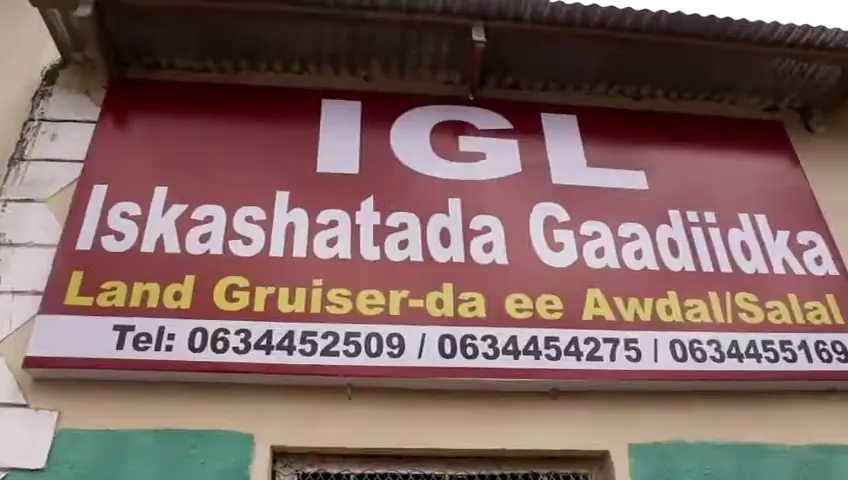 IGL
Iskashatada Gaadiidka
Land Gruiser-da ee Awdal/Salal
Tel: 0634452509 / 0634454275 / 0634455169